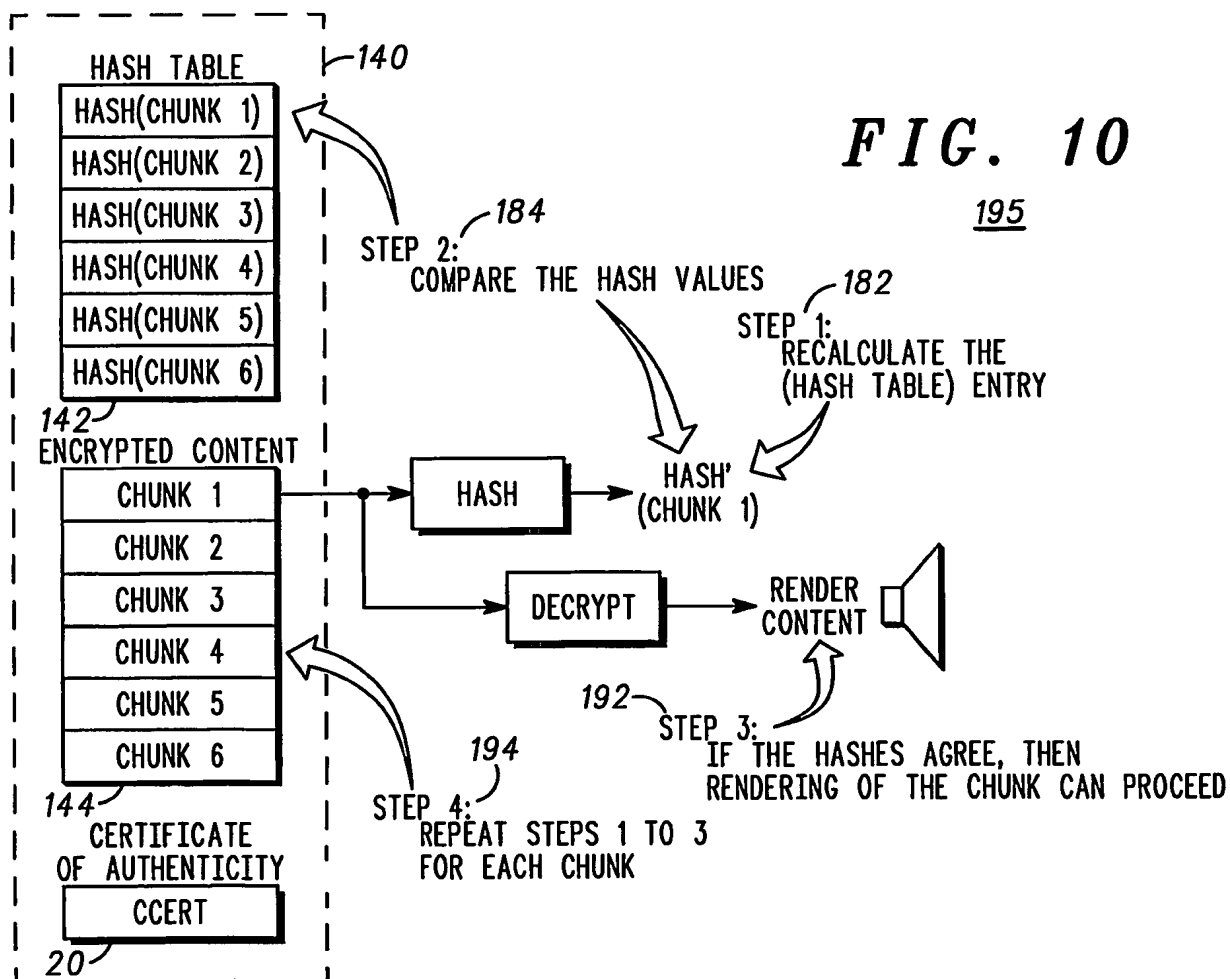 HASH TABLE
140
HASH(CHUNK 1)
HASH(CHUNK 2)
HASH(CHUNK 3)
HASH(CHUNK 4)
HASH(CHUNK 5)
HASH(CHUNK 6)
142
FIG. 10
195
184
STEP 2:
COMPARE THE HASH VALUES
182
STEP 1:
RECALCULATE THE
(HASH TABLE) ENTRY
ENCRYPTED CONTENT
CHUNK 1
CHUNK 2
CHUNK 3
CHUNK 4
CHUNK 5
CHUNK 6
144
HASH
HASH'
(CHUNK 1)
DECRYPT
RENDER
CONTENT
192
STEP 3:
IF THE HASHES AGREE, THEN
RENDERING OF THE CHUNK CAN PROCEED
194
STEP 4:
REPEAT STEPS 1 TO 3
FOR EACH CHUNK
CERTIFICATE
OF AUTHENTICITY
CCERT
20